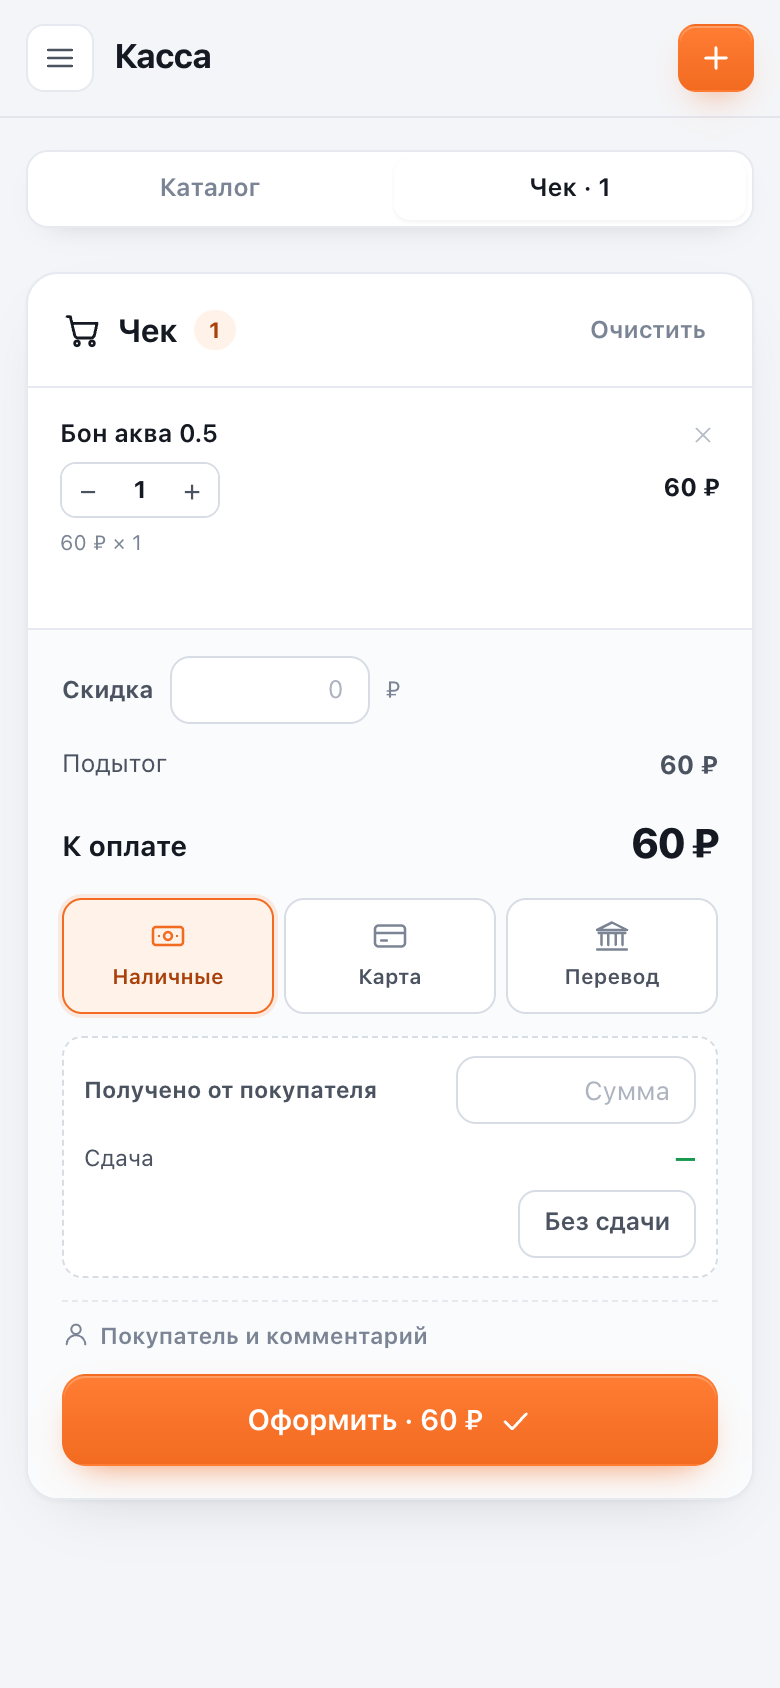 Касса
Каталог
Чек · 1
Чек 1
Очистить
Бон аква 0.5
− 1 +
60 ₽
60 ₽ × 1
Скидка 0 ₽
Подытог 60 ₽
К оплате 60 ₽
Наличные
Карта
Перевод
Получено от покупателя Сумма
Сдача —
Без сдачи
Покупатель и комментарий
Оформить · 60 ₽